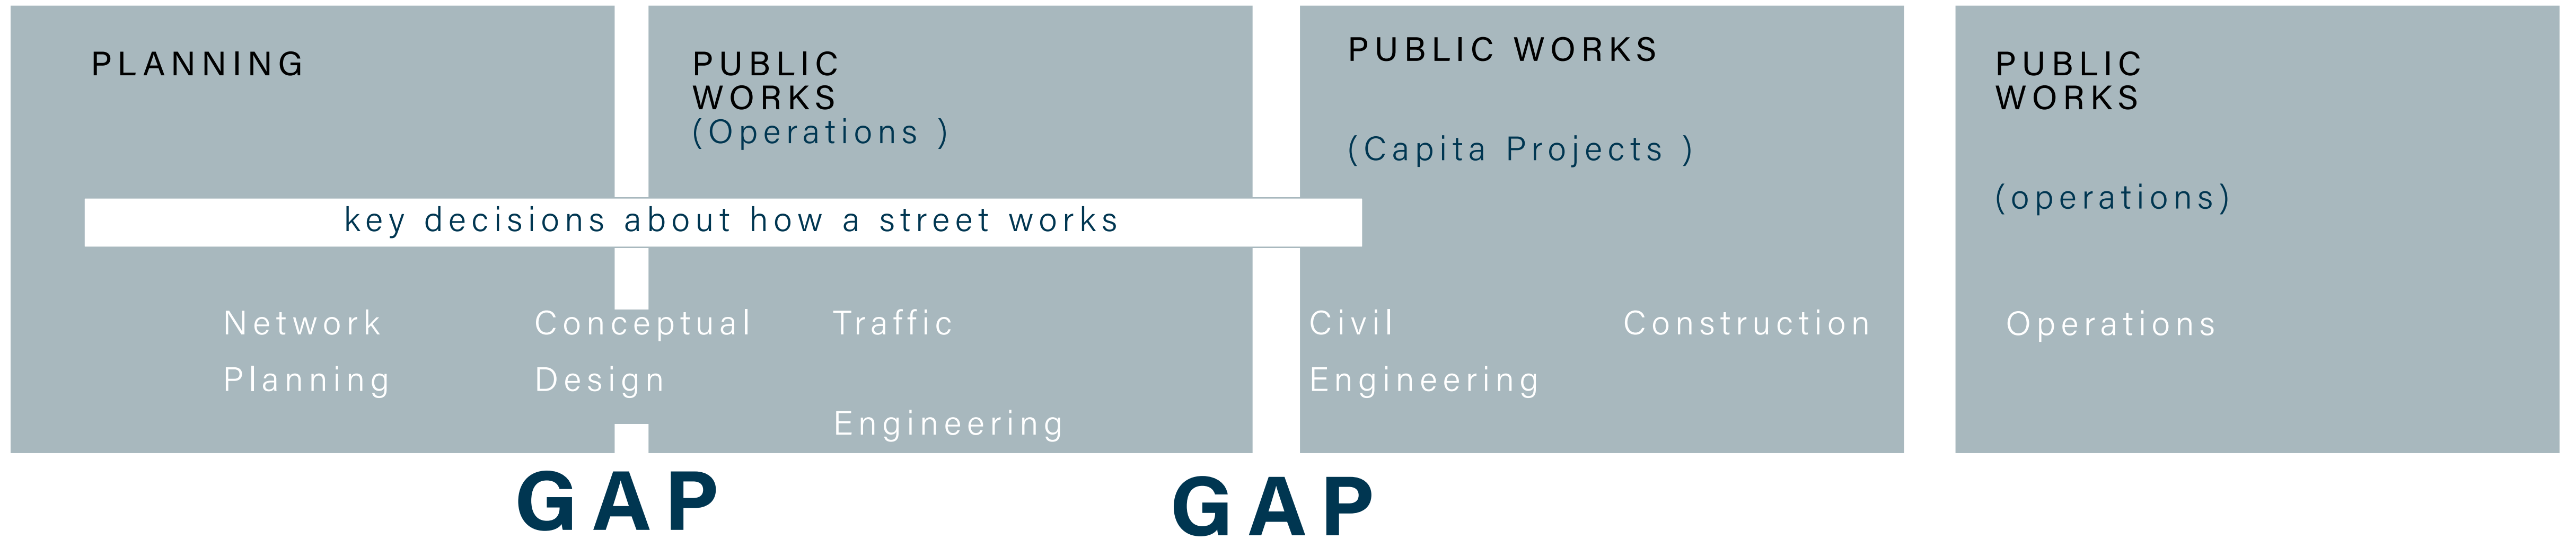 PLANNING
PUBLIC
WORKS
(Operations )
PUBLIC WORKS
(Capita Projects )
PUBLIC
WORKS
(operations)
key decisions about how a street works
Network
Planning
Conceptual
Design
Traffic
Engineering
Civil
Engineering
Construction
Operations
GAP
GAP